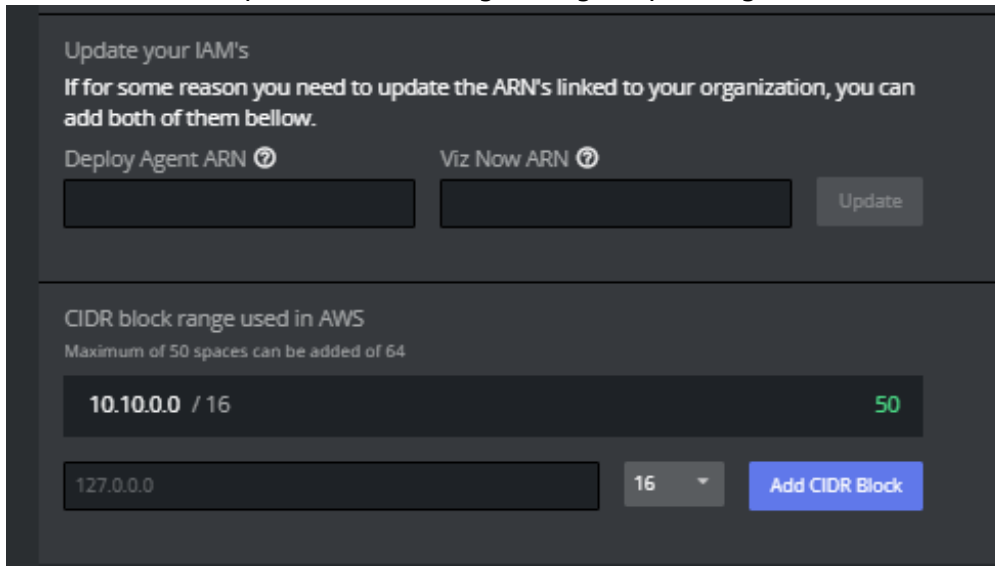 Update your IAM's
If for some reason you need to update the ARN's linked to your organization, you can
add both of them bellow.
Deploy Agent ARN Viz Now ARN
Update
CIDR block range used in AWS
Maximum of 50 spaces can be added of 64
10.10.0.0 / 16 50
127.0.0.0 16 Add CIDR Block